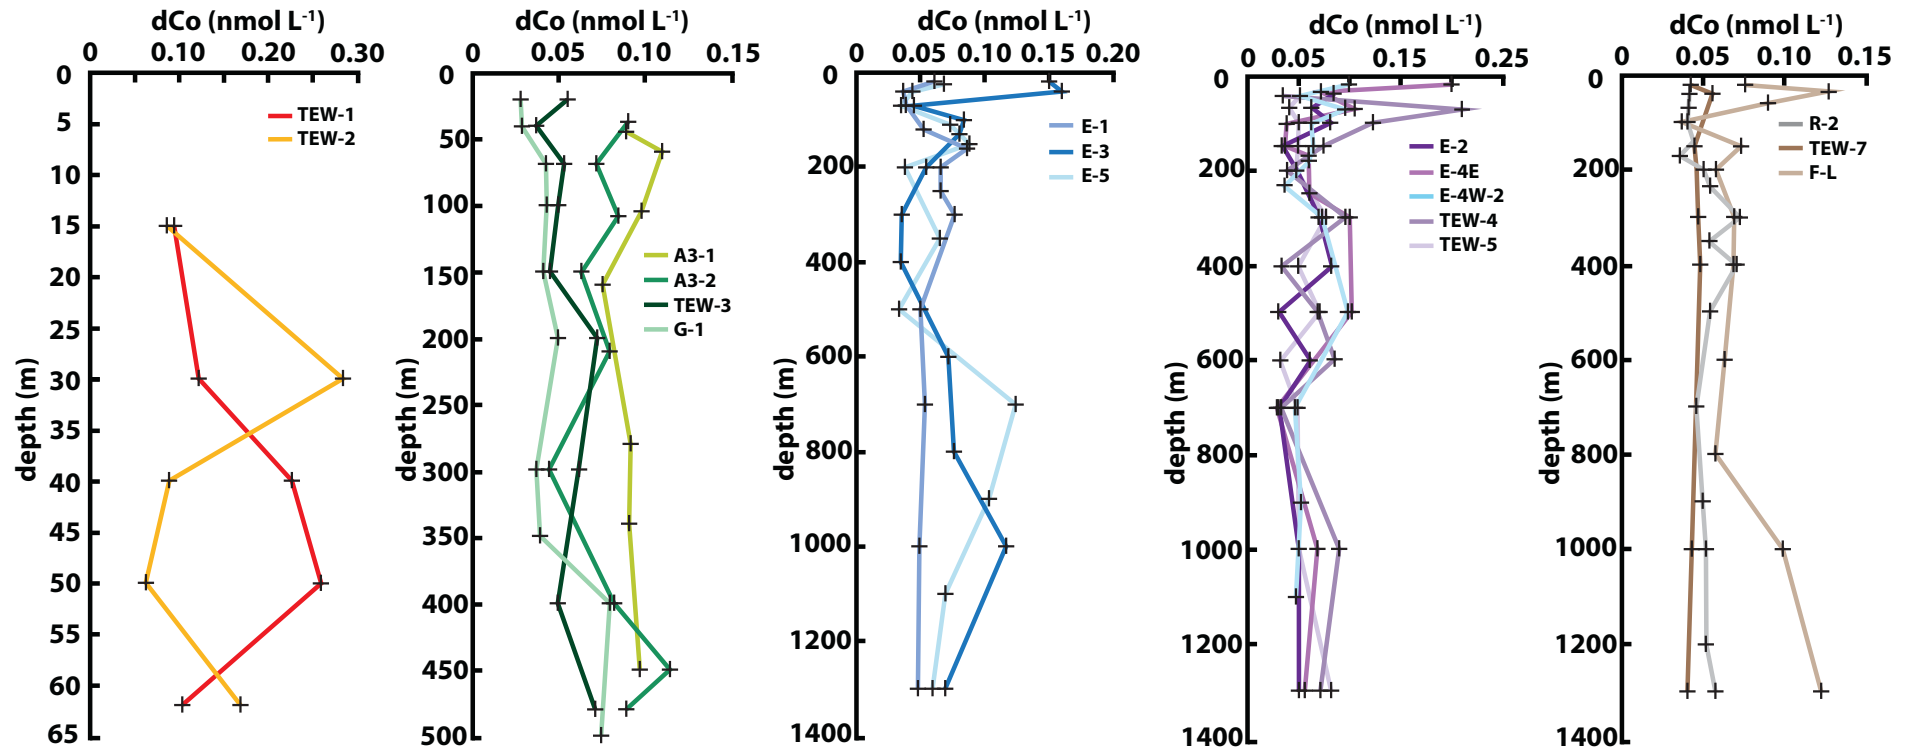 dCo (nmol L-1)
0 0.10 0.20 0.30
0
5
10
15
20
25
30
35
40
45
50
55
60
65
depth (m)
TEW-1
TEW-2
dCo (nmol L-1)
0 0.05 0.10 0.15
0
50
100
150
200
250
300
350
400
450
500
depth (m)
A3-1
A3-2
TEW-3
G-1
dCo (nmol L-1)
0 0.05 0.10 0.15 0.20
0
200
400
600
800
1000
1200
1400
depth (m)
E-1
E-3
E-5
dCo (nmol L-1)
0 0.05 0.15 0.25
0
200
400
600
800
1000
1200
1400
depth (m)
E-2
E-4E
E-4W-2
TEW-4
TEW-5
dCo (nmol L-1)
0 0.05 0.10 0.15
0
200
400
600
800
1000
1200
1400
depth (m)
R-2
TEW-7
F-L